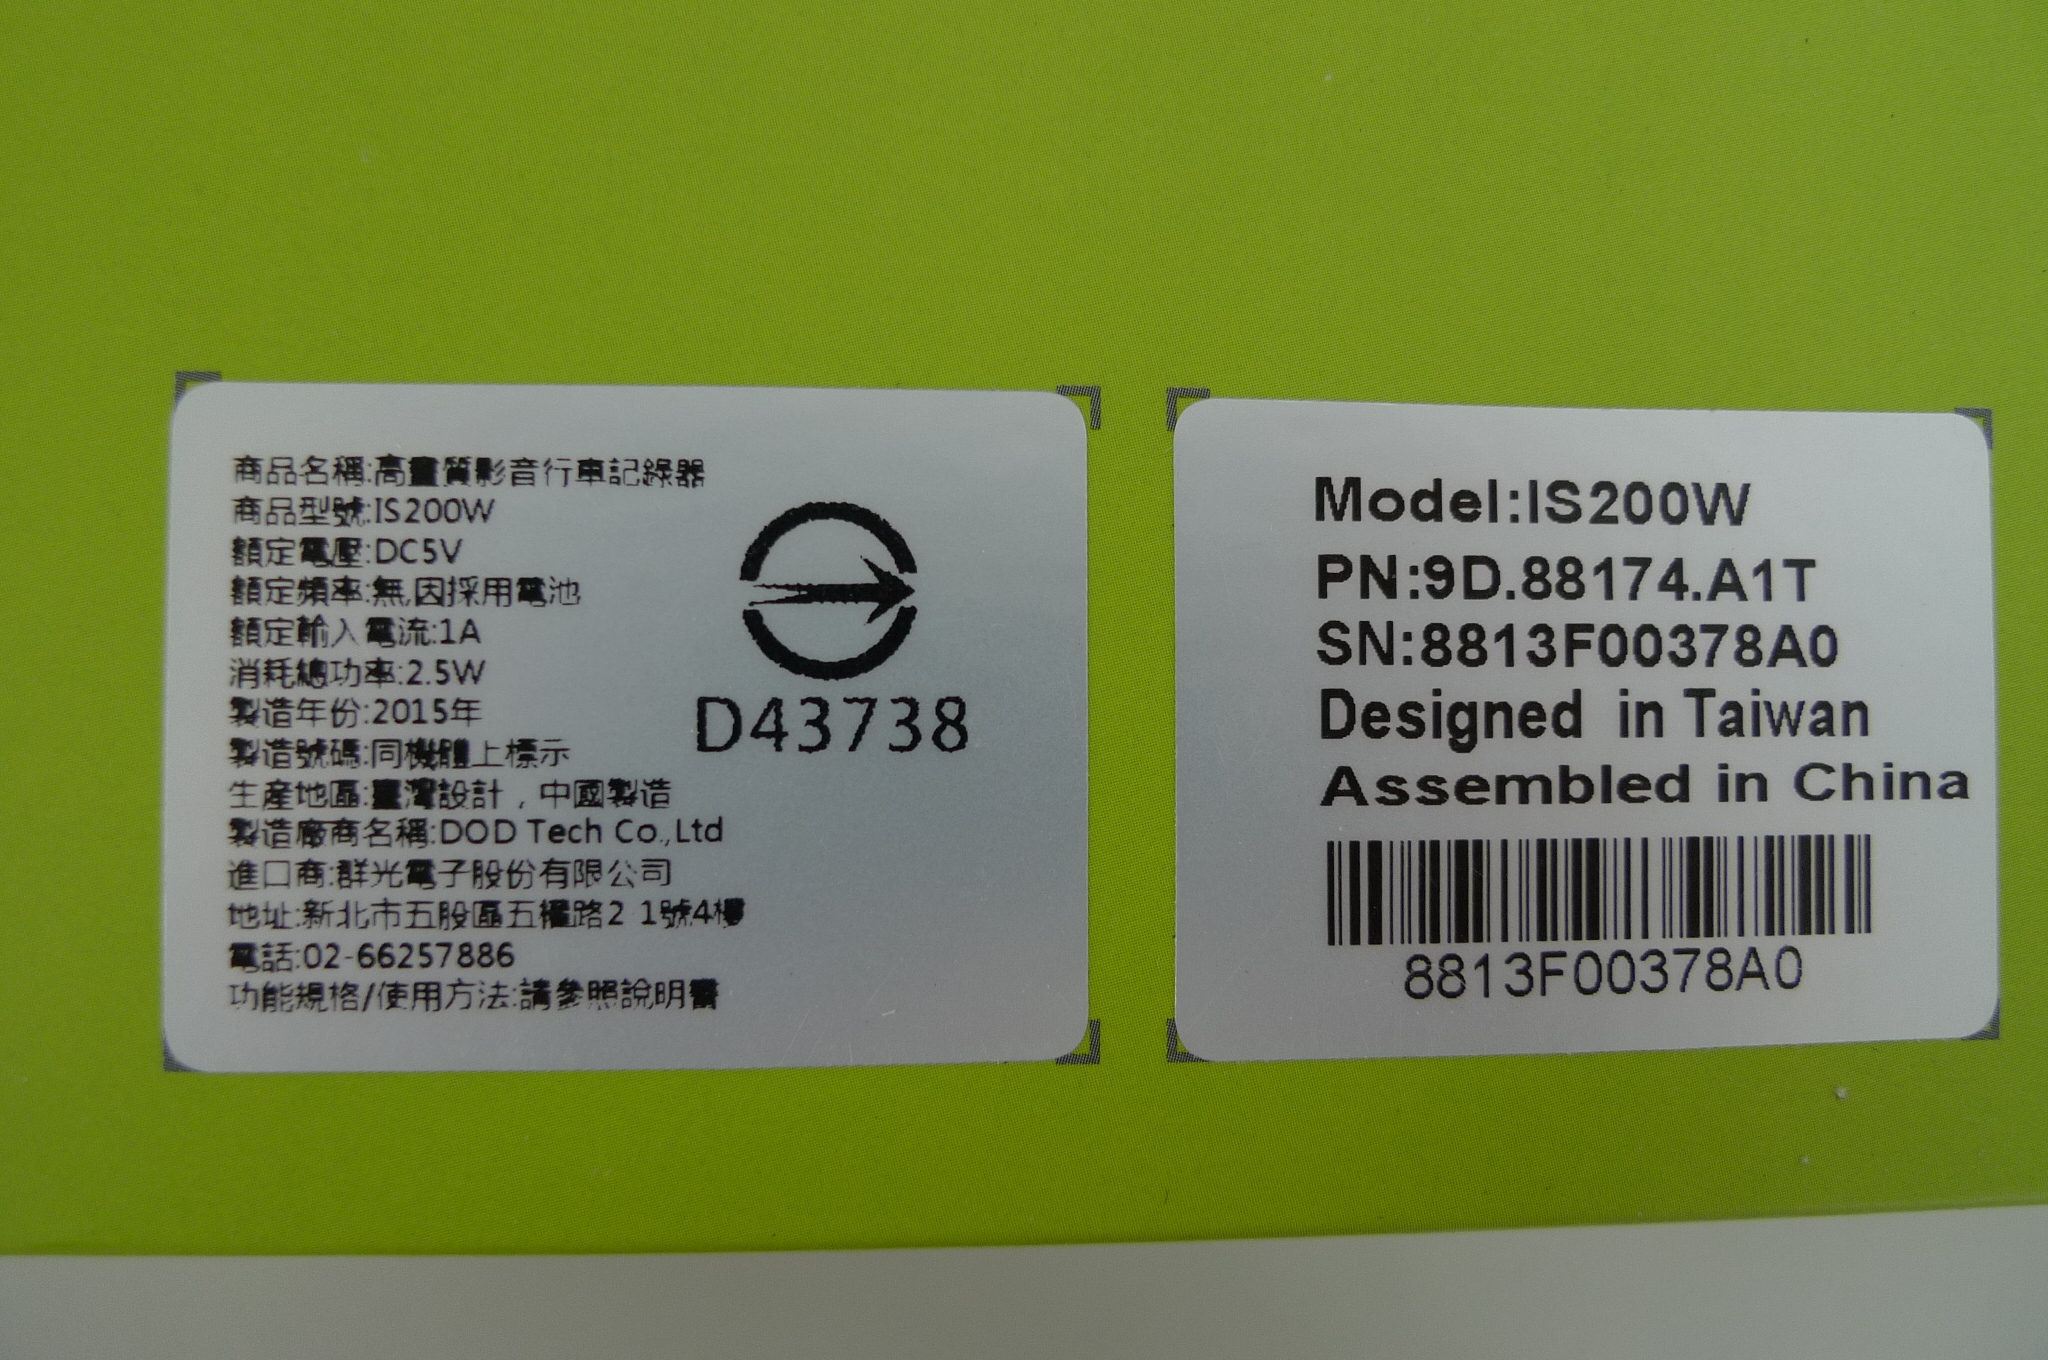 商品名稱:高畫質影音行車記錄器
商品型號:IS200W
額定電壓:DC5V
額定頻率:無,因採用電池
額定輸入電流:1A
消耗總功率:2.5W
製造年份:2015年
製造號碼:同機體上標示
生產地區:臺灣設計，中國製造
製造廠商名稱:DOD Tech Co.,Ltd
進口商:群光電子股份有限公司
地址:新北市五股區五權路2 1號4樓
電話:02-66257886
功能規格/使用方法:請參照說明書
D43738
Model:IS200W
PN:9D.88174.A1T
SN:8813F00378A0
Designed in Taiwan
Assembled in China
8813F00378A0